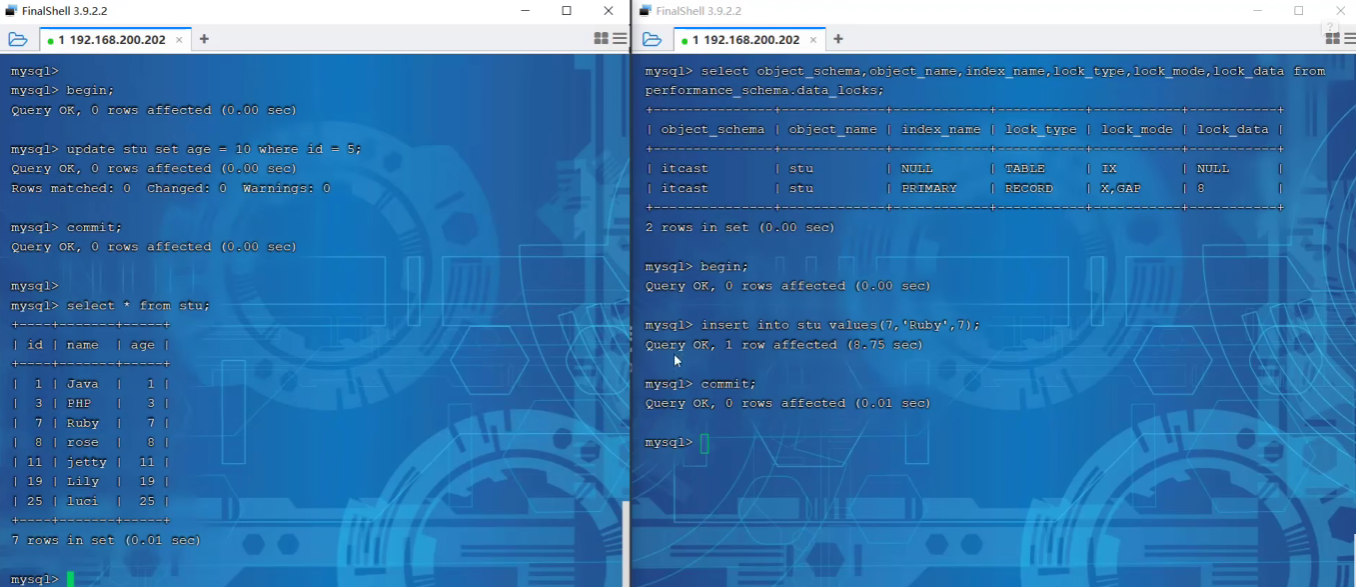 FinalShell 3.9.2.2
1 192.168.200.202 × +
mysql>
mysql> begin;
Query OK, 0 rows affected (0.00 sec)
mysql> update stu set age = 10 where id = 5;
Query OK, 0 rows affected (0.00 sec)
Rows matched: 0  Changed: 0  Warnings: 0
mysql> commit;
Query OK, 0 rows affected (0.00 sec)
mysql>
mysql> select * from stu;
+----+-------+-----+
| id | name  | age |
+----+-------+-----+
|  1 | Java  |   1 |
|  3 | PHP   |   3 |
|  7 | Ruby  |   7 |
|  8 | rose  |   8 |
| 11 | jetty |  11 |
| 19 | Lily  |  19 |
| 25 | luci  |  25 |
+----+-------+-----+
7 rows in set (0.01 sec)
mysql>
FinalShell 3.9.2.2
1 192.168.200.202 × +
mysql> select object_schema,object_name,index_name,lock_type,lock_mode,lock_data from
performance_schema.data_locks;
+---------------+-------------+------------+-----------+-----------+-----------+
| object_schema | object_name | index_name | lock_type | lock_mode | lock_data |
+---------------+-------------+------------+-----------+-----------+-----------+
| itcast        | stu         | NULL       | TABLE     | IX        | NULL      |
| itcast        | stu         | PRIMARY    | RECORD    | X,GAP     | 8         |
+---------------+-------------+------------+-----------+-----------+-----------+
2 rows in set (0.00 sec)
mysql> begin;
Query OK, 0 rows affected (0.00 sec)
mysql> insert into stu values(7,'Ruby',7);
Query OK, 1 row affected (8.75 sec)
mysql> commit;
Query OK, 0 rows affected (0.01 sec)
mysql>